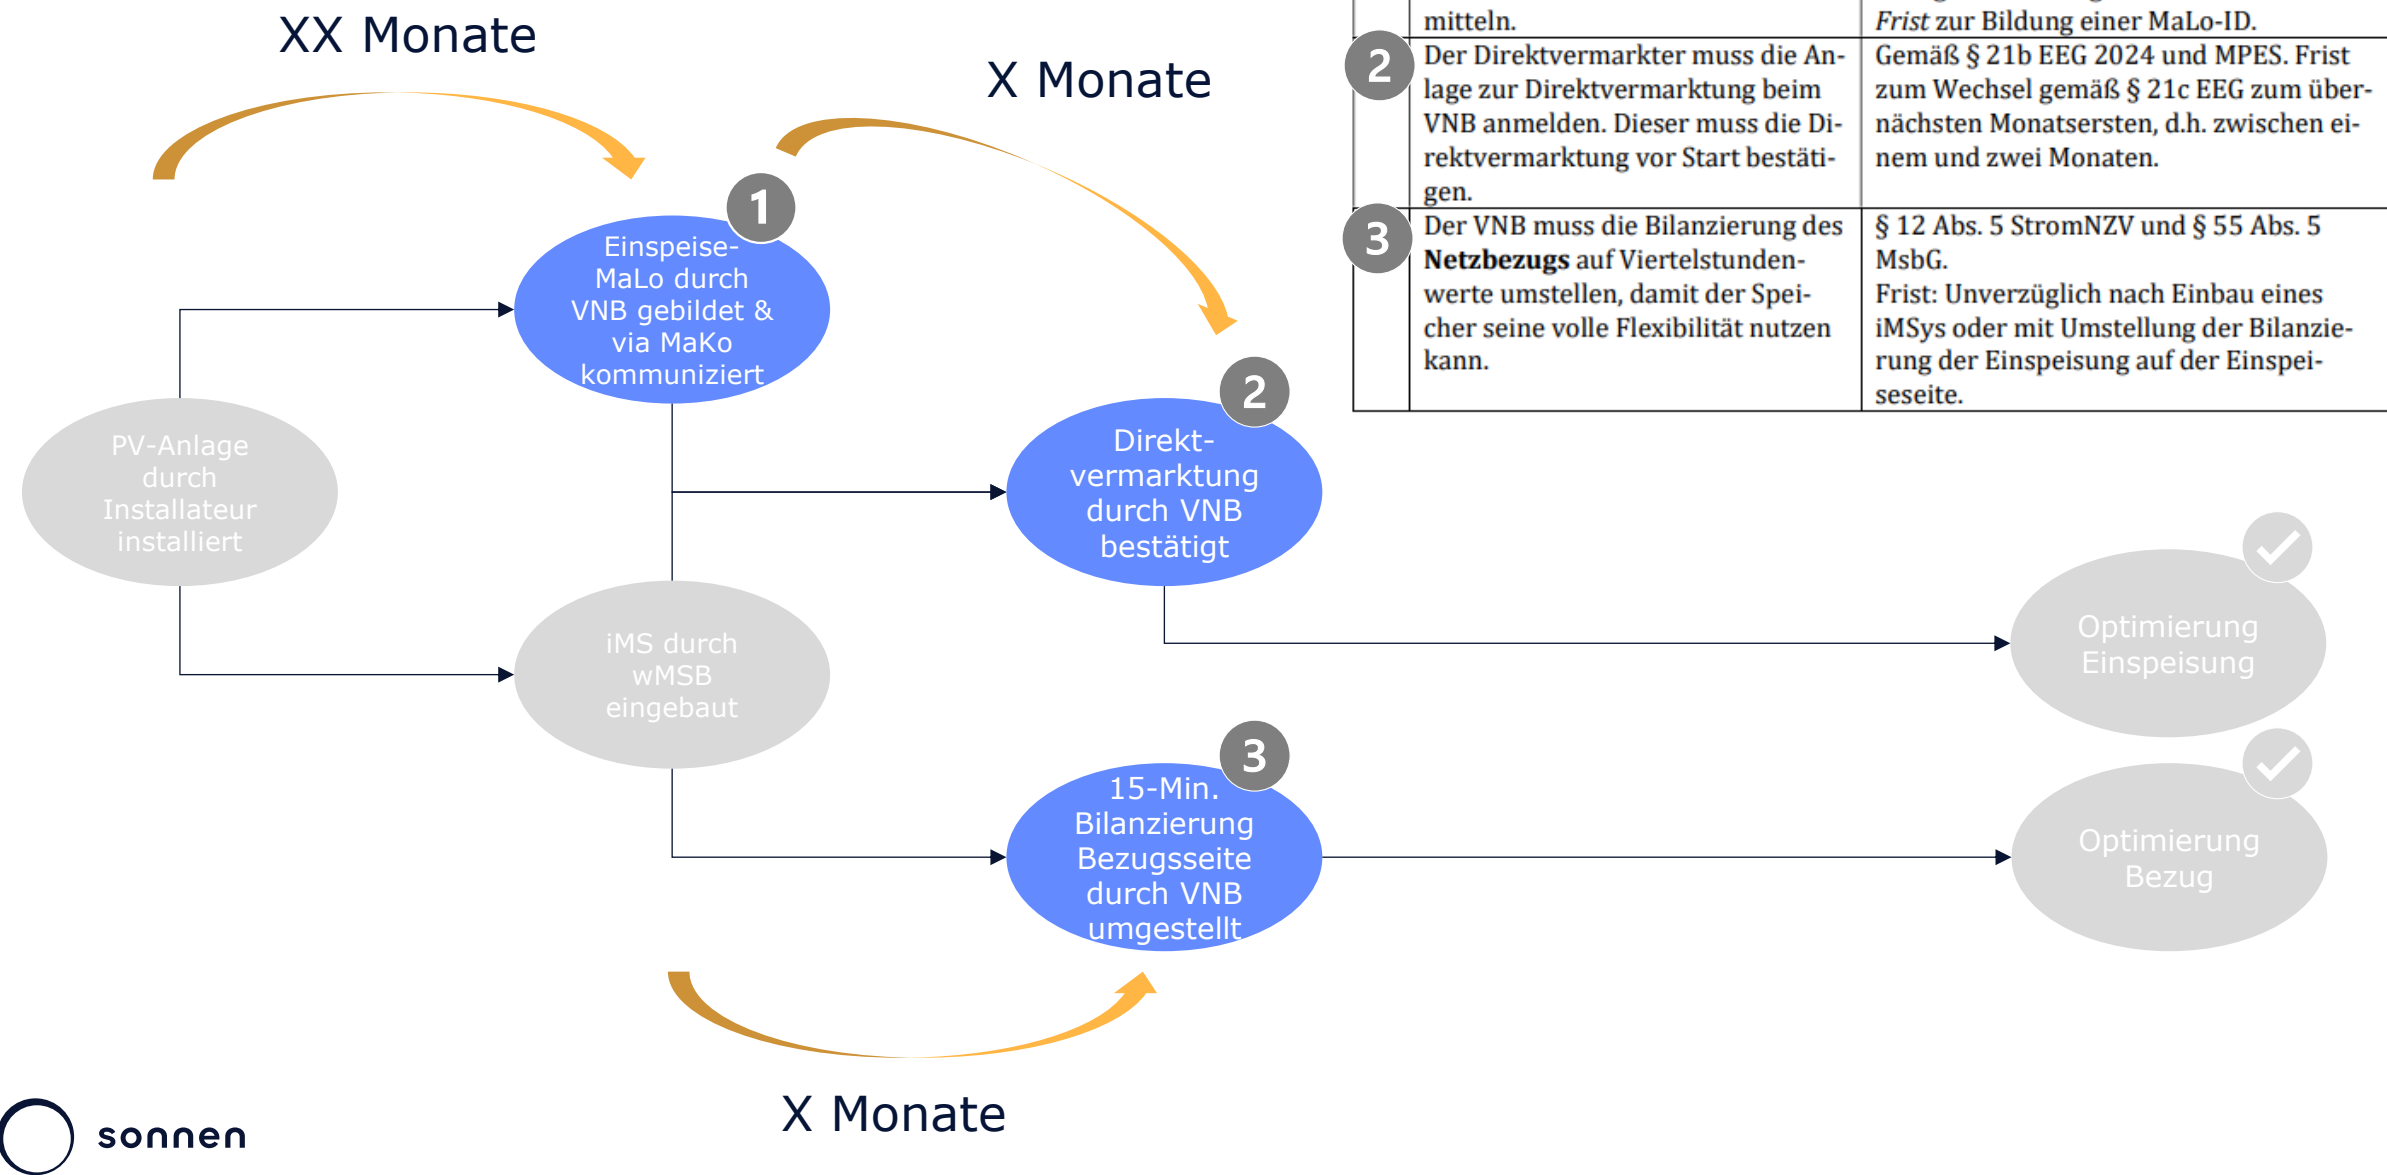 XX Monate
X Monate
mitteln.
Frist zur Bildung einer MaLo-ID.
2
Der Direktvermarkter muss die An-
lage zur Direktvermarktung beim
VNB anmelden. Dieser muss die Di-
rektvermarktung vor Start bestäti-
gen.
Gemäß § 21b EEG 2024 und MPES. Frist
zum Wechsel gemäß § 21c EEG zum über-
nächsten Monatsersten, d.h. zwischen ei-
nem und zwei Monaten.
3
Der VNB muss die Bilanzierung des
Netzbezugs auf Viertelstunden-
werte umstellen, damit der Spei-
cher seine volle Flexibilität nutzen
kann.
§ 12 Abs. 5 StromNZV und § 55 Abs. 5
MsbG.
Frist: Unverzüglich nach Einbau eines
iMSys oder mit Umstellung der Bilanzie-
rung der Einspeisung auf der Einspei-
seseite.
1
Einspeise-
MaLo durch
VNB gebildet &
via MaKo
kommuniziert
PV-Anlage
durch
Installateur
installiert
2
Direkt-
vermarktung
durch VNB
bestätigt
iMS durch
wMSB
eingebaut
Optimierung
Einspeisung
3
15-Min.
Bilanzierung
Bezugsseite
durch VNB
umgestellt
Optimierung
Bezug
X Monate
sonnen